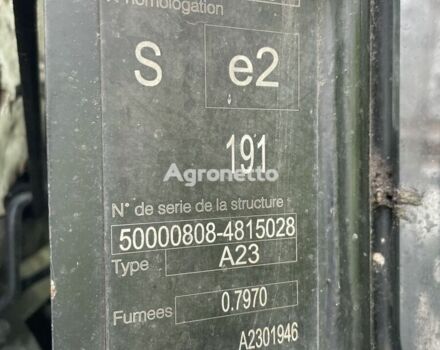 N° homologation
S e2
191
Agronetto
N° de serie de la structure
50000808-4815028
Type A23
Fumees 0.7970
A2301946